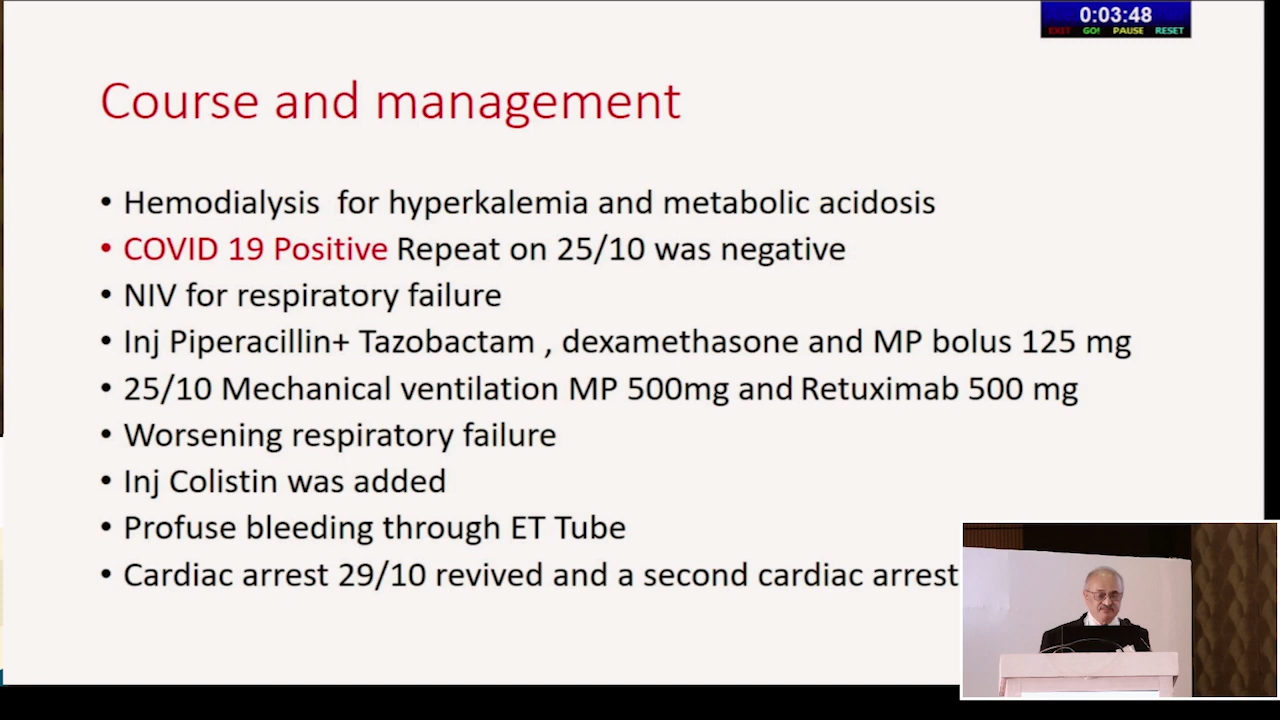 0:03:48
EXIT GO! PAUSE RESET
Course and management
• Hemodialysis for hyperkalemia and metabolic acidosis
• COVID 19 Positive Repeat on 25/10 was negative
• NIV for respiratory failure
• Inj Piperacillin+ Tazobactam , dexamethasone and MP bolus 125 mg
• 25/10 Mechanical ventilation MP 500mg and Retuximab 500 mg
• Worsening respiratory failure
• Inj Colistin was added
• Profuse bleeding through ET Tube
• Cardiac arrest 29/10 revived and a second cardiac arrest